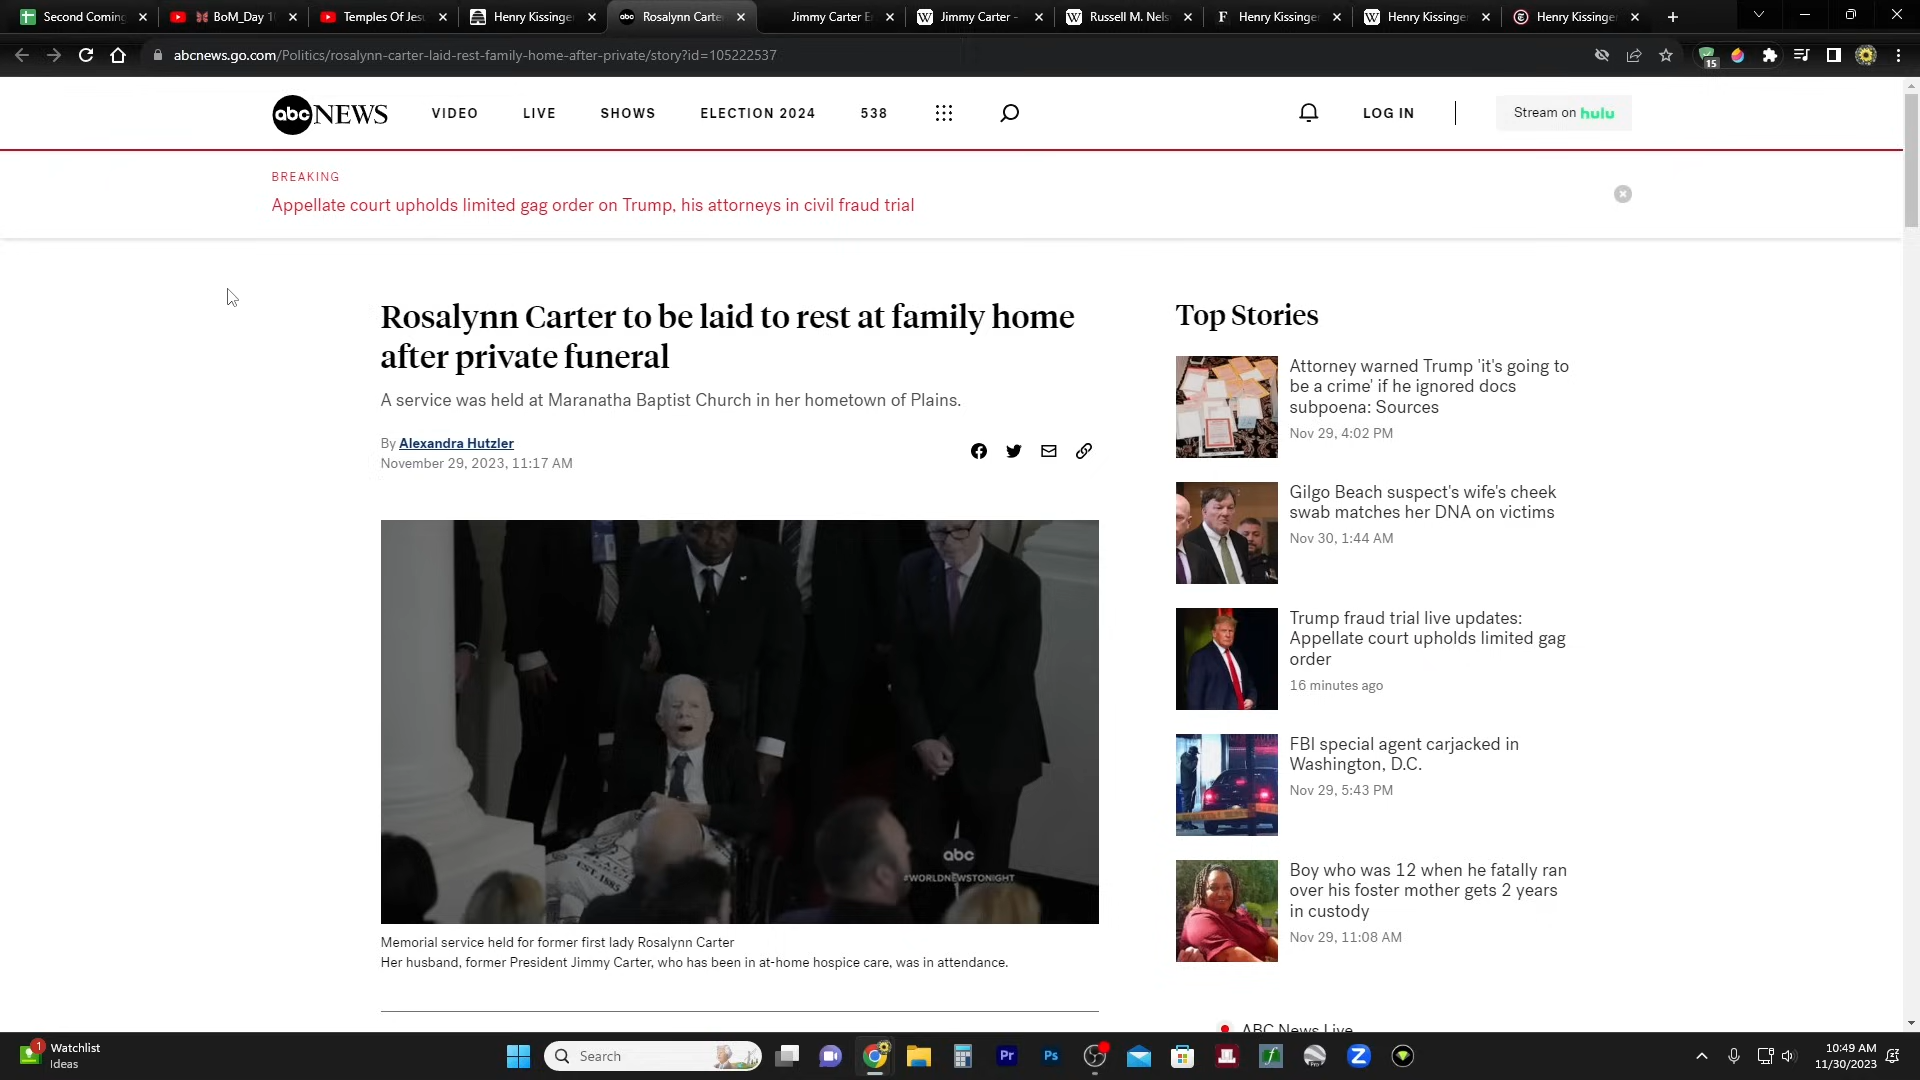 Second Coming
BoM_Day 1
Temples Of Jes
Henry Kissinge
Rosalynn Carte
Jimmy Carter E
Jimmy Carter -
Russell M. Nels
Henry Kissinge
Henry Kissinge
Henry Kissinge
abcnews.go.com/Politics/rosalynn-carter-laid-rest-family-home-after-private/story?id=105222537
15
abc NEWS
VIDEO
LIVE
SHOWS
ELECTION 2024
538
LOG IN
Stream on hulu
BREAKING
Appellate court upholds limited gag order on Trump, his attorneys in civil fraud trial
Rosalynn Carter to be laid to rest at family home
after private funeral
A service was held at Maranatha Baptist Church in her hometown of Plains.
By Alexandra Hutzler
November 29, 2023, 11:17 AM
EST. 1885
abc
#WORLDNEWSTONIGHT
Memorial service held for former first lady Rosalynn Carter
Her husband, former President Jimmy Carter, who has been in at-home hospice care, was in attendance.
Top Stories
Attorney warned Trump 'it's going to
be a crime' if he ignored docs
subpoena: Sources
Nov 29, 4:02 PM
Gilgo Beach suspect's wife's cheek
swab matches her DNA on victims
Nov 30, 1:44 AM
Trump fraud trial live updates:
Appellate court upholds limited gag
order
16 minutes ago
FBI special agent carjacked in
Washington, D.C.
Nov 29, 5:43 PM
Boy who was 12 when he fatally ran
over his foster mother gets 2 years
in custody
Nov 29, 11:08 AM
ABC News Live
1
Watchlist
Ideas
Search
Pr
Ps
10:49 AM
11/30/2023